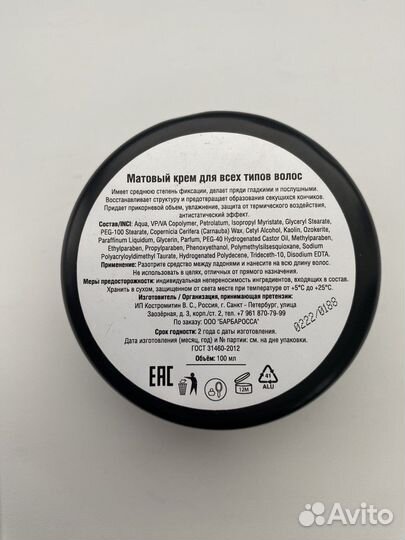 Матовый крем для всех типов волос
Имеет среднюю степень фиксации, делает пряди гладкими и послушными.
Восстанавливает структуру и предотвращает образования секущихся кончиков.
Придает прикорневой объем, увлажнение, защита от термического воздействия,
антистатический эффект.
Состав/INCI: Aqua, VP/VA Copolymer, Petrolatum, Isopropyl Myristate, Glyceryl Stearate,
PEG-100 Stearate, Copernicia Cerifera (Carnauba) Wax, Cetyl Alcohol, Kaolin, Ozokerite,
Paraffinum Liquidum, Glycerin, Parfum, PEG-40 Hydrogenated Castor Oil, Methylparaben,
Ethylparaben, Propylparaben, Phenoxyethanol, Polymethylsilsesquioxane, Sodium
Polyacryloyldimethyl Taurate, Hydrogenated Polydecene, Trideceth-10, Disodium EDTA.
Применение: Разотрите средство между ладонями и нанесите на всю длину волос.
Не использовать в целях, отличных от прямого назначения.
Меры предосторожности: индивидуальная непереносимость ингредиентов, входящих в состав.
Хранить в сухом, защищенном от света месте при температуре от +5°С до +25°С.
Изготовитель / Организация, принимающая претензии:
ИП Костромитин В. С., Россия, г. Санкт - Петербург, улица
Заозёрная, д. 3, корп./ст. 2, тел. +7 961 870-79-99
По заказу: ООО "БАРБАРОССА"
Срок годности: 2 года с даты изготовления.
Дата изготовления (месяц, год) и № партии: см. на дне упаковки.
ГОСТ 31460-2012
Объём: 100 мл
0222/0188
EAC
12M
41
ALU
Avito